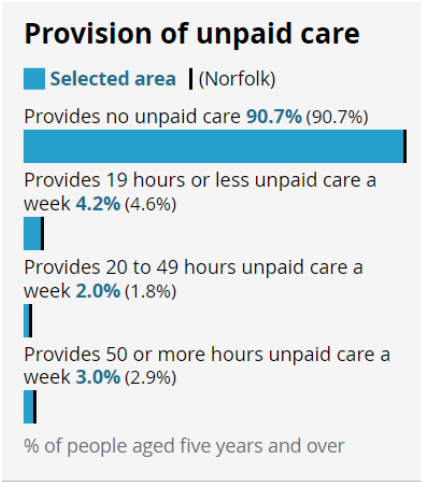 Provision of unpaid care
Selected area (Norfolk)
Provides no unpaid care 90.7% (90.7%)
Provides 19 hours or less unpaid care a
week 4.2% (4.6%)
Provides 20 to 49 hours unpaid care a
week 2.0% (1.8%)
Provides 50 or more hours unpaid care a
week 3.0% (2.9%)
% of people aged five years and over